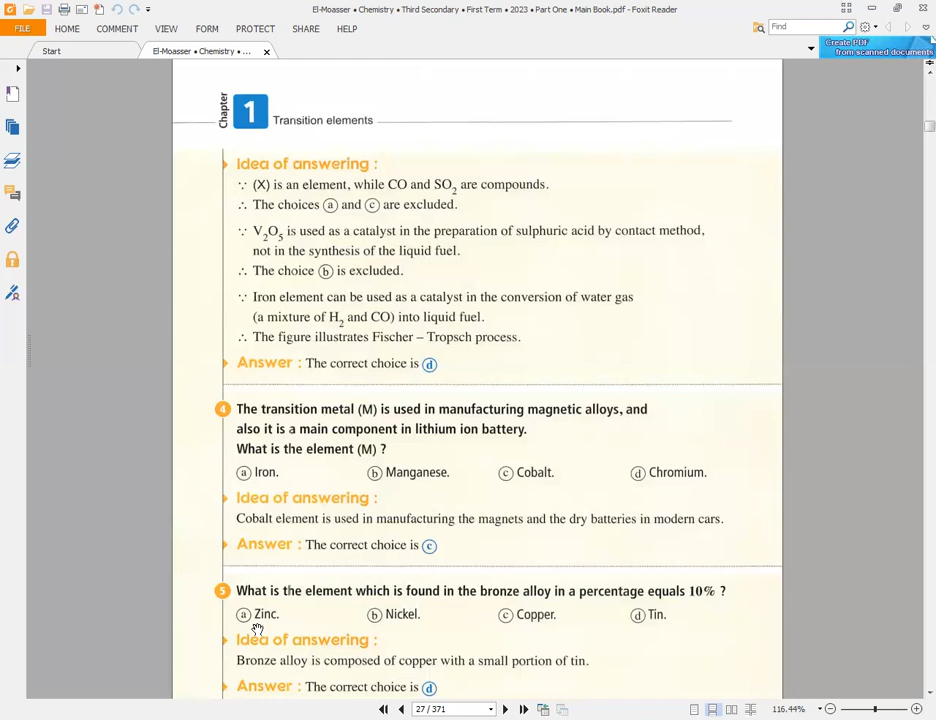 El-Moasser • Chemistry • Third Secondary • First Term • 2023 • Part One • Main Book.pdf - Foxit Reader
FILE HOME COMMENT VIEW FORM PROTECT SHARE HELP
Find
Start
El-Moasser • Chemistry • ...
Create PDF
from scanned documents
Chapter
1
Transition elements
Idea of answering :
∵ (X) is an element, while CO and SO₂ are compounds.
∴ The choices ⓐ and ⓒ are excluded.
∵ V₂O₅ is used as a catalyst in the preparation of sulphuric acid by contact method,
not in the synthesis of the liquid fuel.
∴ The choice ⓑ is excluded.
∵ Iron element can be used as a catalyst in the conversion of water gas
(a mixture of H₂ and CO) into liquid fuel.
∴ The figure illustrates Fischer – Tropsch process.
Answer : The correct choice is ⓓ
4 The transition metal (M) is used in manufacturing magnetic alloys, and
also it is a main component in lithium ion battery.
What is the element (M) ?
ⓐ Iron. ⓑ Manganese. ⓒ Cobalt. ⓓ Chromium.
Idea of answering :
Cobalt element is used in manufacturing the magnets and the dry batteries in modern cars.
Answer : The correct choice is ⓒ
5 What is the element which is found in the bronze alloy in a percentage equals 10% ?
ⓐ Zinc. ⓑ Nickel. ⓒ Copper. ⓓ Tin.
Idea of answering :
Bronze alloy is composed of copper with a small portion of tin.
Answer : The correct choice is ⓓ
27 / 371
116.44%